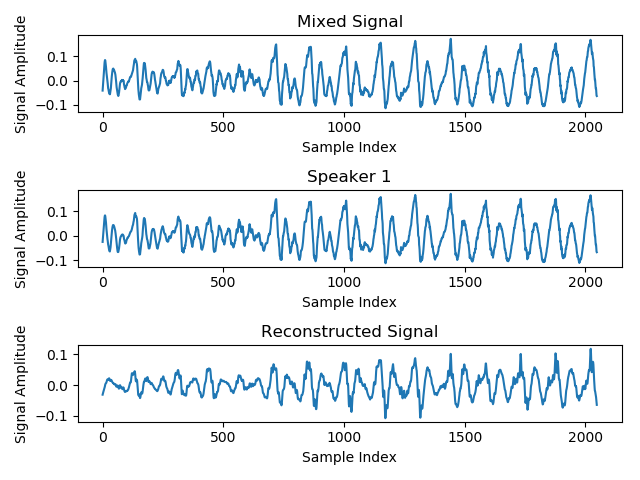 Mixed Signal
Signal Amplitude
0.1
0.0
−0.1
0 500 1000 1500 2000
Sample Index
Speaker 1
Signal Amplitude
0.1
0.0
−0.1
0 500 1000 1500 2000
Sample Index
Reconstructed Signal
Signal Amplitude
0.1
0.0
−0.1
0 500 1000 1500 2000
Sample Index